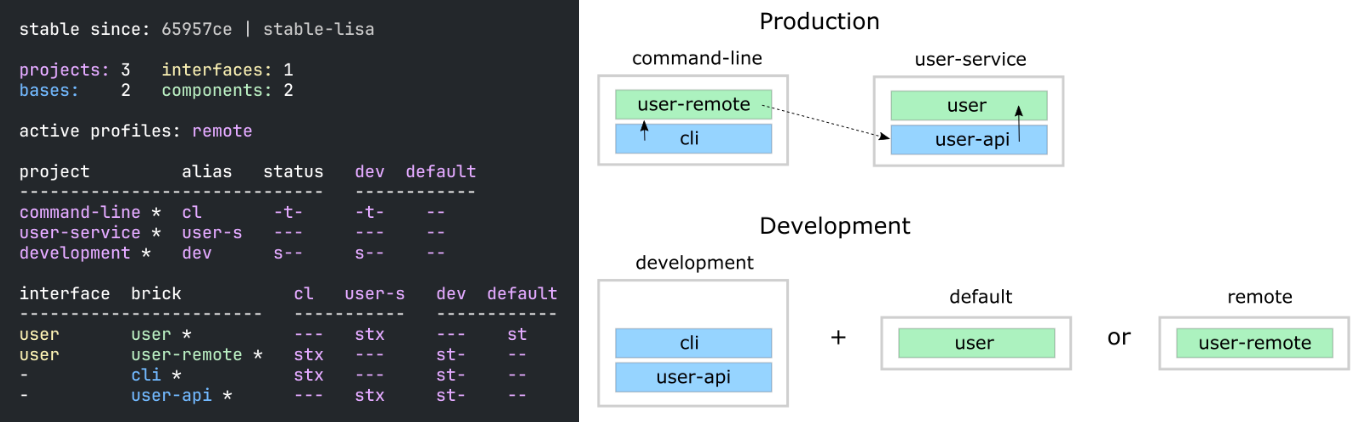 stable since: 65957ce | stable-lisa
projects: 3   interfaces: 1
bases:    2   components: 2
active profiles: remote
project         alias   status   dev  default
------------------------------   ------------
command-line *  cl       -t-     -t-     --
user-service *  user-s   ---     ---     --
development *   dev      s--     s--     --
interface  brick           cl   user-s   dev  default
------------------------   -----------   ------------
user       user *          ---   stx     ---     st
user       user-remote *   stx   ---     st-     --
-          cli *           stx   ---     st-     --
-          user-api *      ---   stx     st-     --
Production
command-line
user-remote
cli
user-service
user
user-api
Development
development
cli
user-api
+
default
user
or
remote
user-remote